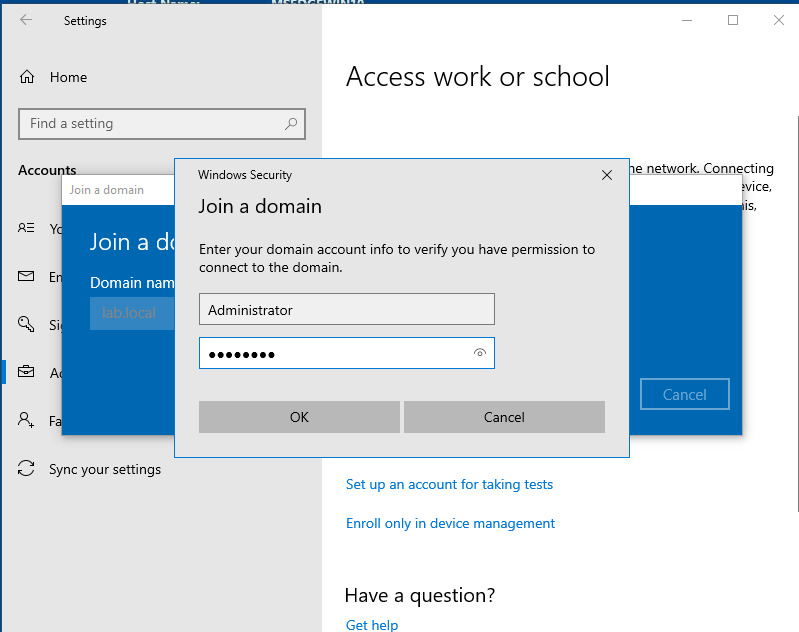 Host Name: MSEDGEWIN10
Settings
Home
Find a setting
Accounts
Join a domain
Join a do
Domain nam
lab.local
Cancel
Windows Security
Join a domain
Enter your domain account info to verify you have permission to
connect to the domain.
Administrator
OK
Cancel
Yo
Em
Sig
Ac
Fa
Sync your settings
Access work or school
he network. Connecting
evice,
his,
Set up an account for taking tests
Enroll only in device management
Have a question?
Get help